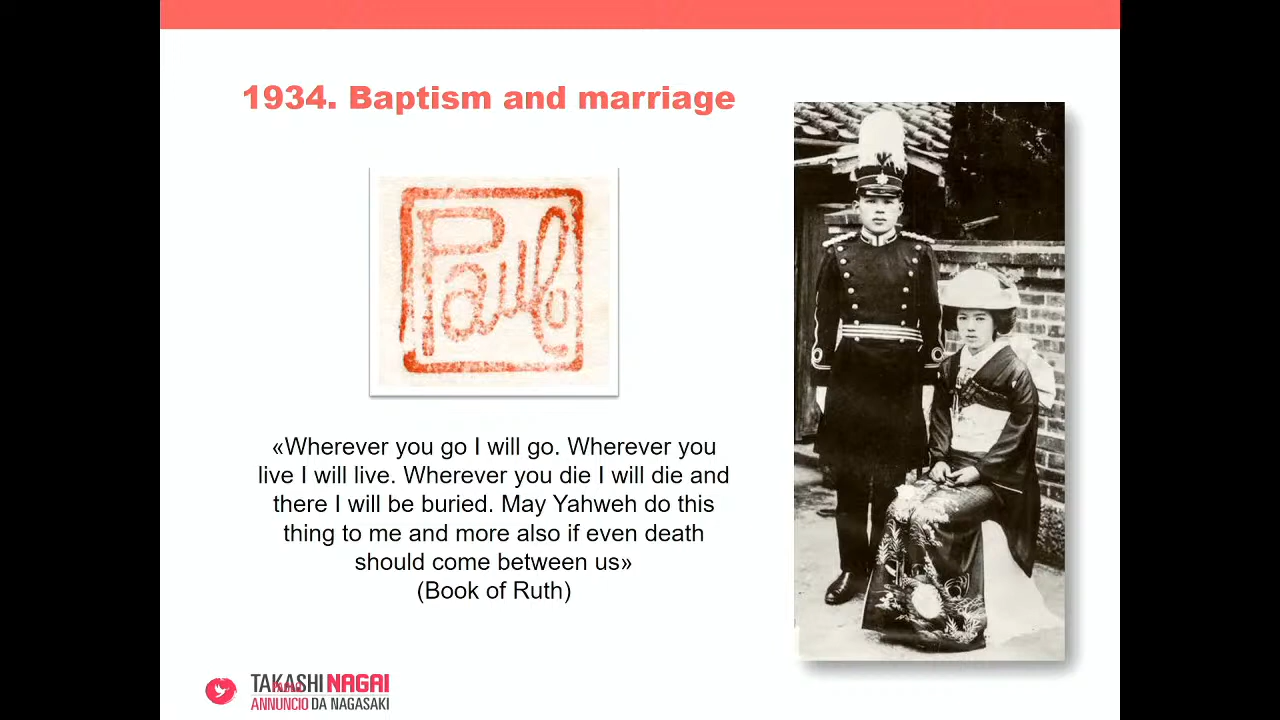 1934. Baptism and marriage
Paulo
«Wherever you go I will go. Wherever you
live I will live. Wherever you die I will die and
there I will be buried. May Yahweh do this
thing to me and more also if even death
should come between us»
(Book of Ruth)
TAKASHI NAGAI
ANNUNCIO DA NAGASAKI